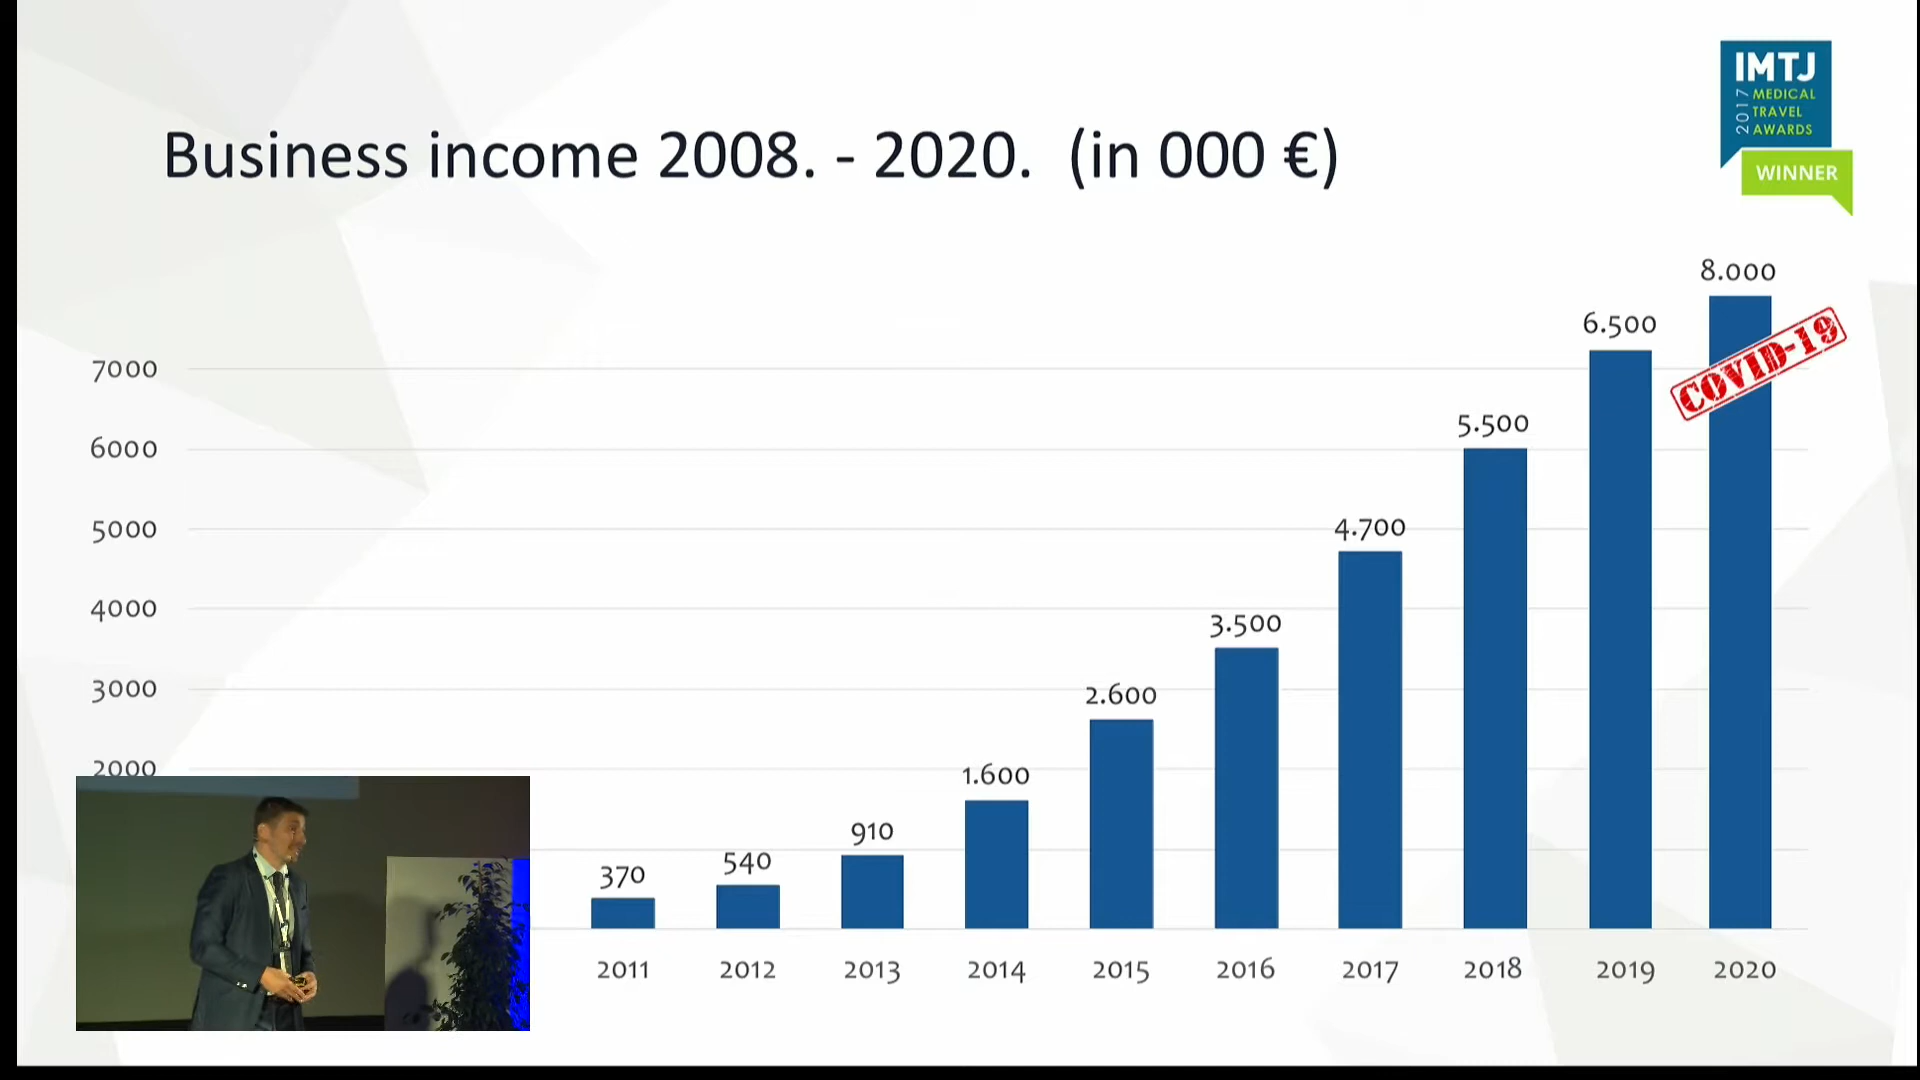 IMTJ
2017
MEDICAL
TRAVEL
AWARDS
WINNER
Business income 2008. - 2020. (in 000 €)
8.000
6.500
COVID-19
7000
5.500
6000
4.700
5000
4000
3.500
3000
2.600
2000
1.600
910
540
370
2011 2012 2013 2014 2015 2016 2017 2018 2019 2020